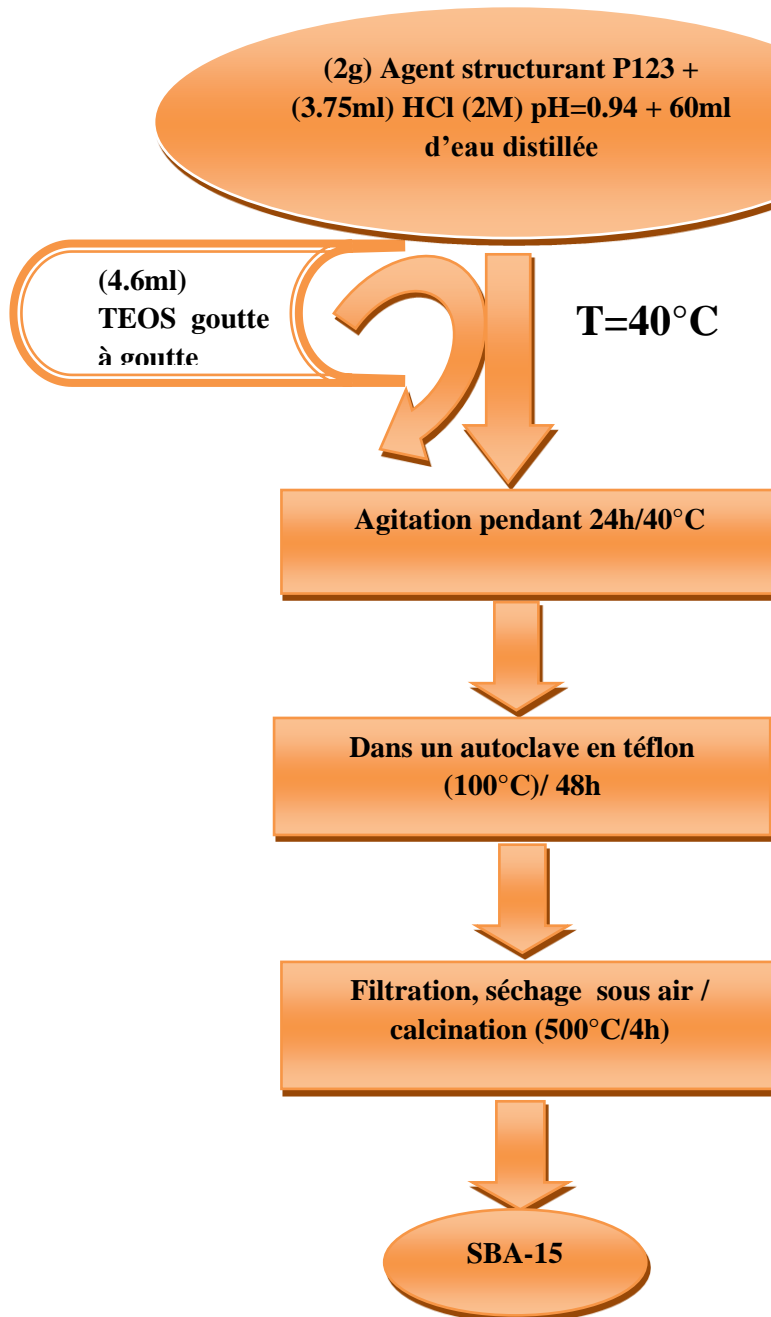 (2g) Agent structurant P123 +
(3.75ml) HCl (2M) pH=0.94 + 60ml
d’eau distillée
(4.6ml)
TEOS goutte
à goutte
T=40°C
Agitation pendant 24h/40°C
Dans un autoclave en téflon
(100°C)/ 48h
Filtration, séchage sous air /
calcination (500°C/4h)
SBA-15